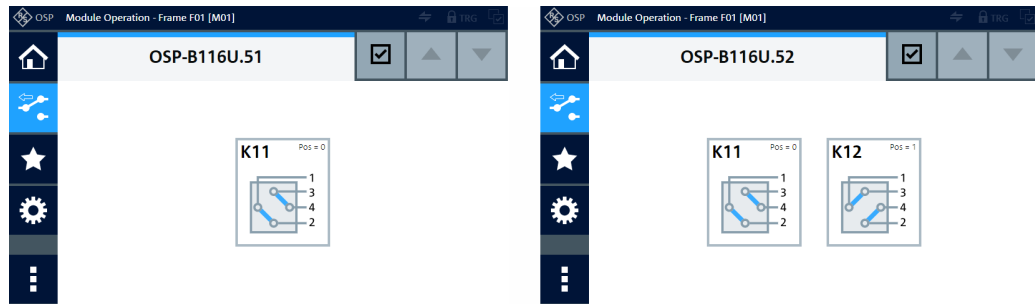 OSP Module Operation - Frame F01 [M01] TRG
OSP-B116U.51
K11 Pos = 0
1
3
4
2
OSP Module Operation - Frame F01 [M01] TRG
OSP-B116U.52
K11 Pos = 0
1
3
4
2
K12 Pos = 1
1
3
4
2